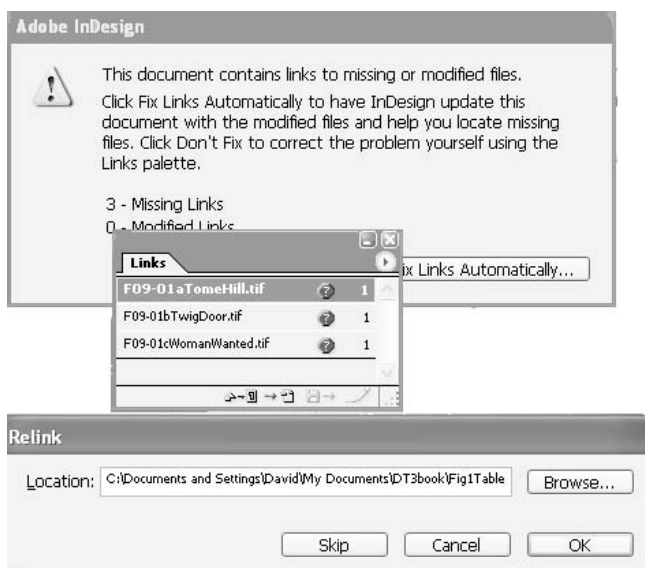 Adobe InDesign
This document contains links to missing or modified files.
Click Fix Links Automatically to have InDesign update this
document with the modified files and help you locate missing
files. Click Don't Fix to correct the problem yourself using the
Links palette.
3 - Missing Links
0 - Modified Links
ix Links Automatically...
Links
F09-01aTomeHill.tif 1
F09-01bTwigDoor.tif 1
F09-01cWomanWanted.tif 1
Relink
Location: C:\Documents and Settings\David\My Documents\DT3book\Fig1Table Browse...
Skip Cancel OK